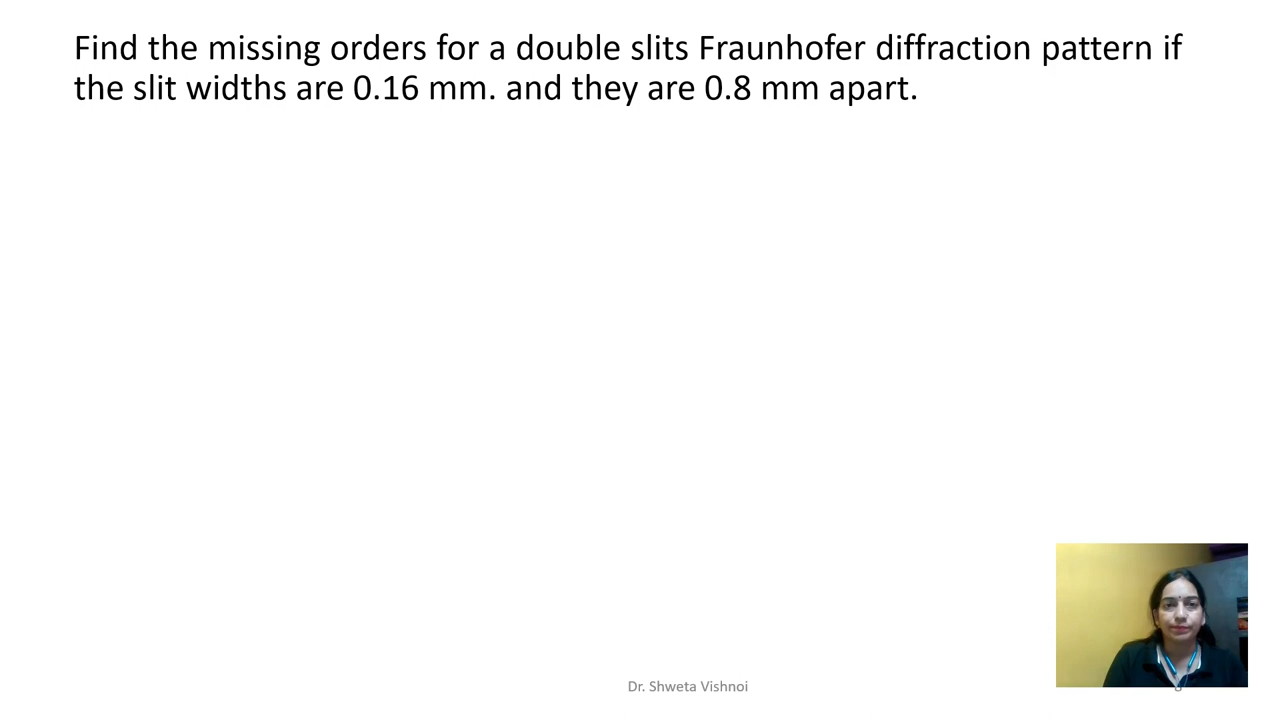 Find the missing orders for a double slits Fraunhofer diffraction pattern if
the slit widths are 0.16 mm. and they are 0.8 mm apart.
Dr. Shweta Vishnoi